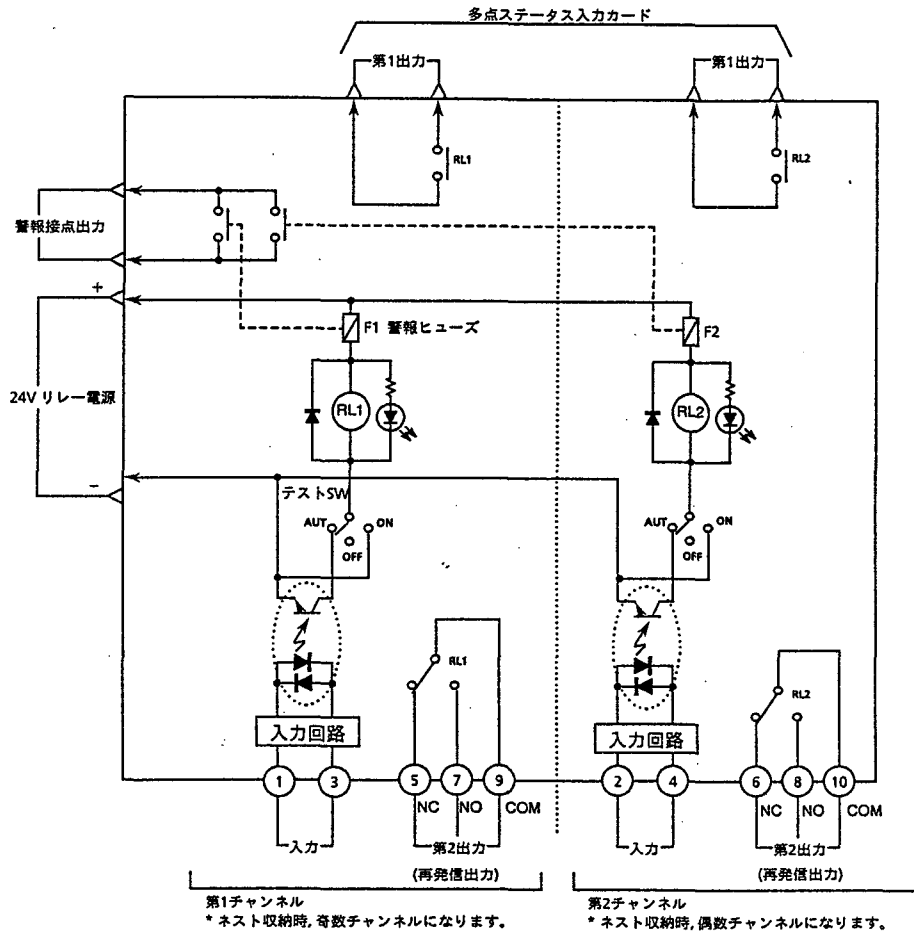 多点ステータス入力カード
第1出力
第1出力
RL1
RL2
警報接点出力
+
F1 警報ヒューズ
F2
24V リレー電源
RL1
RL2
−
テストSW
AUT
ON
OFF
AUT
ON
OFF
RL1
RL2
入力回路
入力回路
1
3
5
7
9
2
4
6
8
10
NC
NO
COM
NC
NO
COM
入力
第2出力
入力
第2出力
(再発信出力)
(再発信出力)
第1チャンネル
* ネスト収納時, 奇数チャンネルになります。
第2チャンネル
* ネスト収納時, 偶数チャンネルになります。